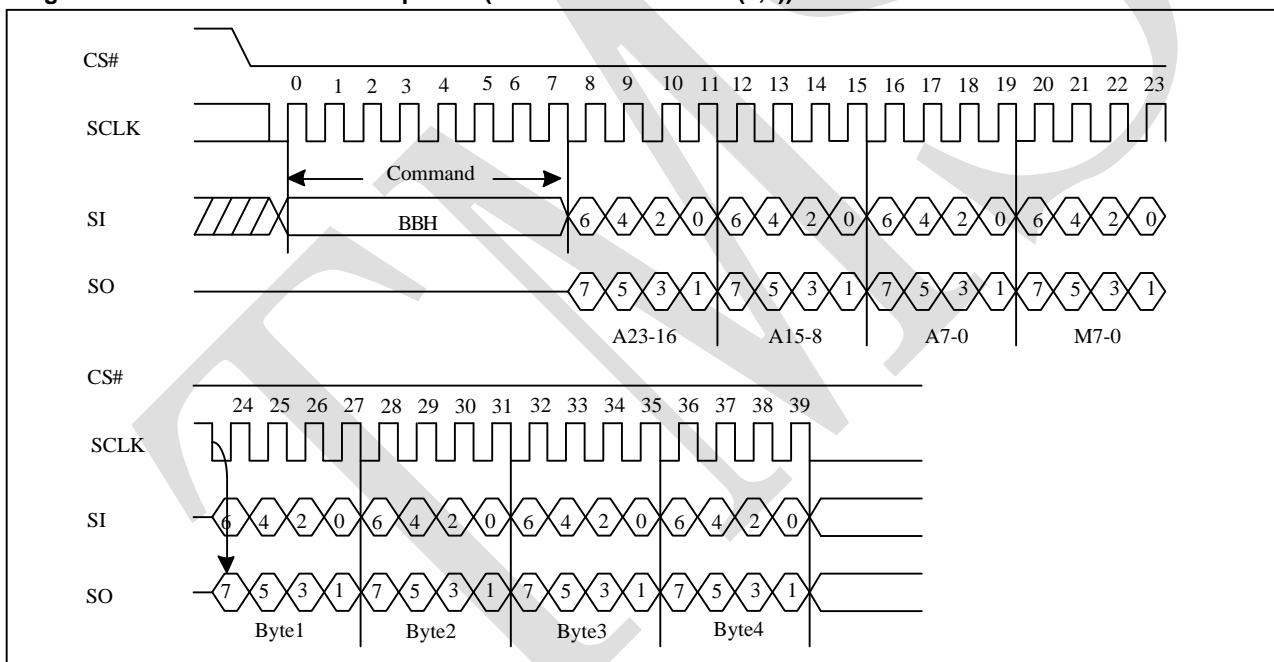 CS#
0 1 2 3 4 5 6 7 8 9 10 11 12 13 14 15 16 17 18 19 20 21 22 23
SCLK
Command
SI BBH 6 4 2 0 6 4 2 0 6 4 2 0 6 4 2 0
SO 7 5 3 1 7 5 3 1 7 5 3 1 7 5 3 1
A23-16 A15-8 A7-0 M7-0
CS#
24 25 26 27 28 29 30 31 32 33 34 35 36 37 38 39
SCLK
SI 6 4 2 0 6 4 2 0 6 4 2 0 6 4 2 0
SO 7 5 3 1 7 5 3 1 7 5 3 1 7 5 3 1
Byte1 Byte2 Byte3 Byte4